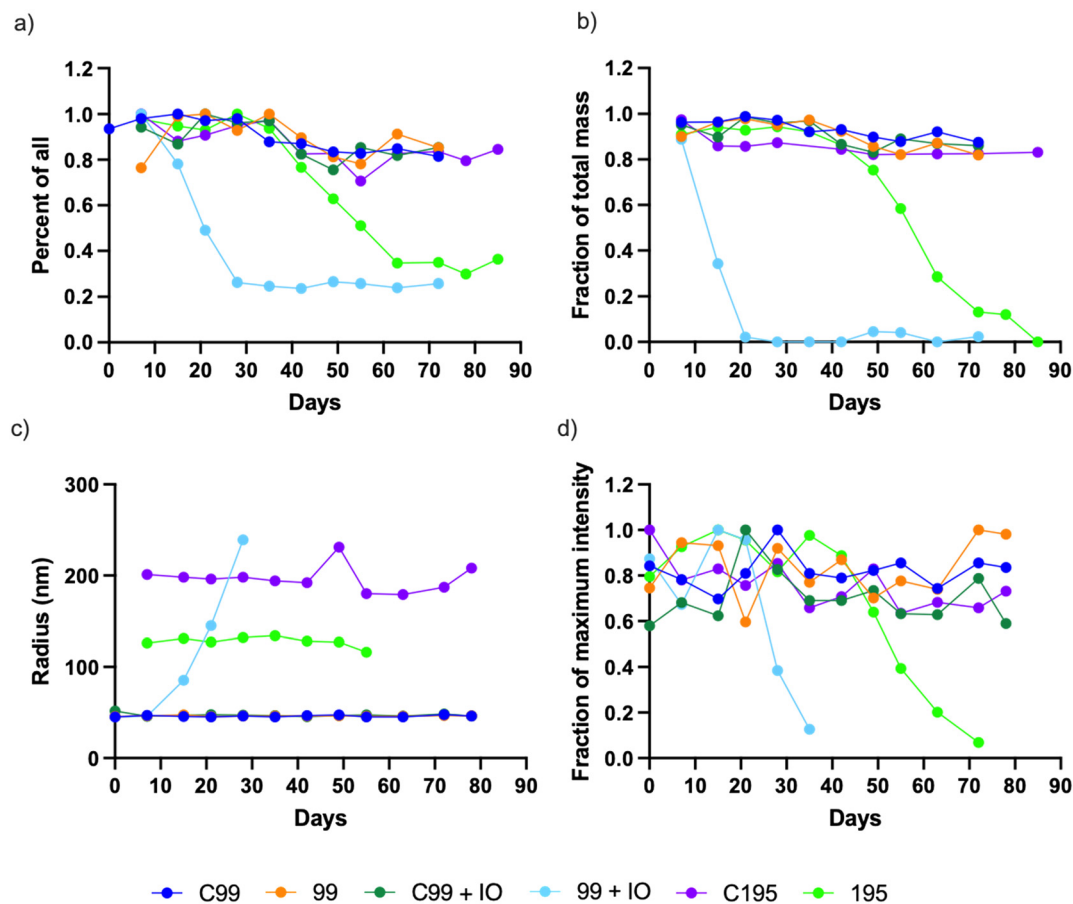 a)
Percent of all
1.2
1.0
0.8
0.6
0.4
0.2
0.0
0 10 20 30 40 50 60 70 80 90
Days
b)
Fraction of total mass
1.2
1.0
0.8
0.6
0.4
0.2
0.0
0 10 20 30 40 50 60 70 80 90
Days
c)
Radius (nm)
300
200
100
0
0 10 20 30 40 50 60 70 80 90
Days
d)
Fraction of maximum intensity
1.2
1.0
0.8
0.6
0.4
0.2
0.0
0 10 20 30 40 50 60 70 80 90
Days
C99 99 C99 + IO 99 + IO C195 195